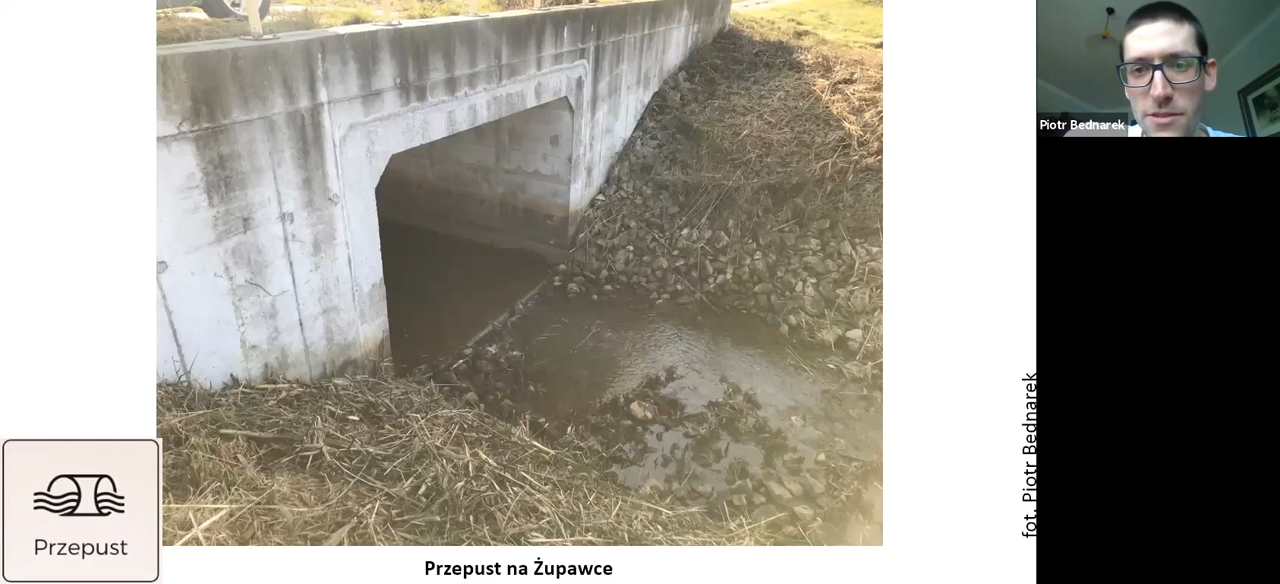 Piotr Bednarek
fot. Piotr Bednarek
Przepust
Przepust na Żupawce